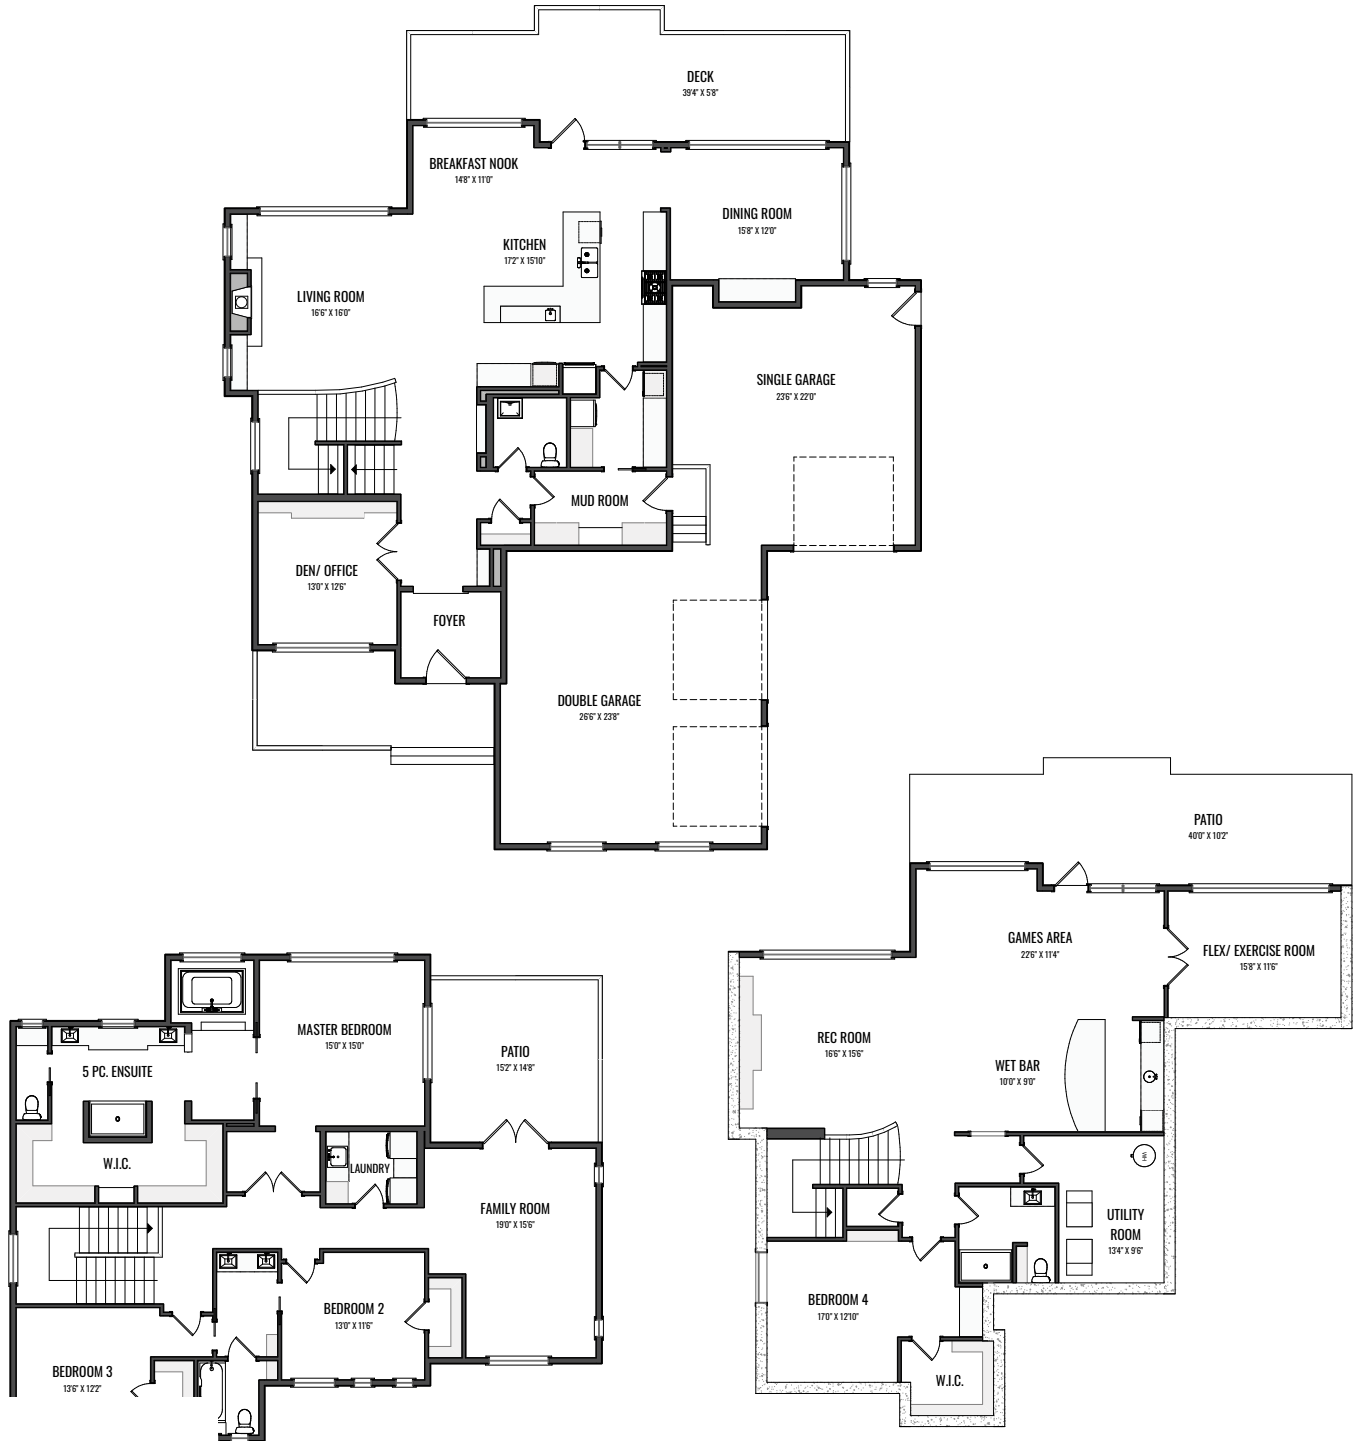 DECK
39'4" X 5'8"
BREAKFAST NOOK
14'8" X 11'0"
DINING ROOM
15'8" X 12'0"
KITCHEN
17'2" X 15'10"
LIVING ROOM
16'6" X 16'0"
SINGLE GARAGE
23'6" X 22'0"
MUD ROOM
DEN/ OFFICE
13'0" X 12'6"
FOYER
DOUBLE GARAGE
26'6" X 23'8"
PATIO
40'0" X 10'2"
GAMES AREA
22'6" X 11'4"
FLEX/ EXERCISE ROOM
15'8" X 11'6"
REC ROOM
16'6" X 15'6"
WET BAR
10'0" X 9'0"
WH
UTILITY
ROOM
13'4" X 9'6"
BEDROOM 4
17'0" X 12'10"
W.I.C.
MASTER BEDROOM
15'0" X 15'0"
5 PC. ENSUITE
PATIO
15'2" X 14'8"
W.I.C.
LAUNDRY
FAMILY ROOM
19'0" X 15'6"
BEDROOM 2
13'0" X 11'6"
BEDROOM 3
13'6" X 12'2"